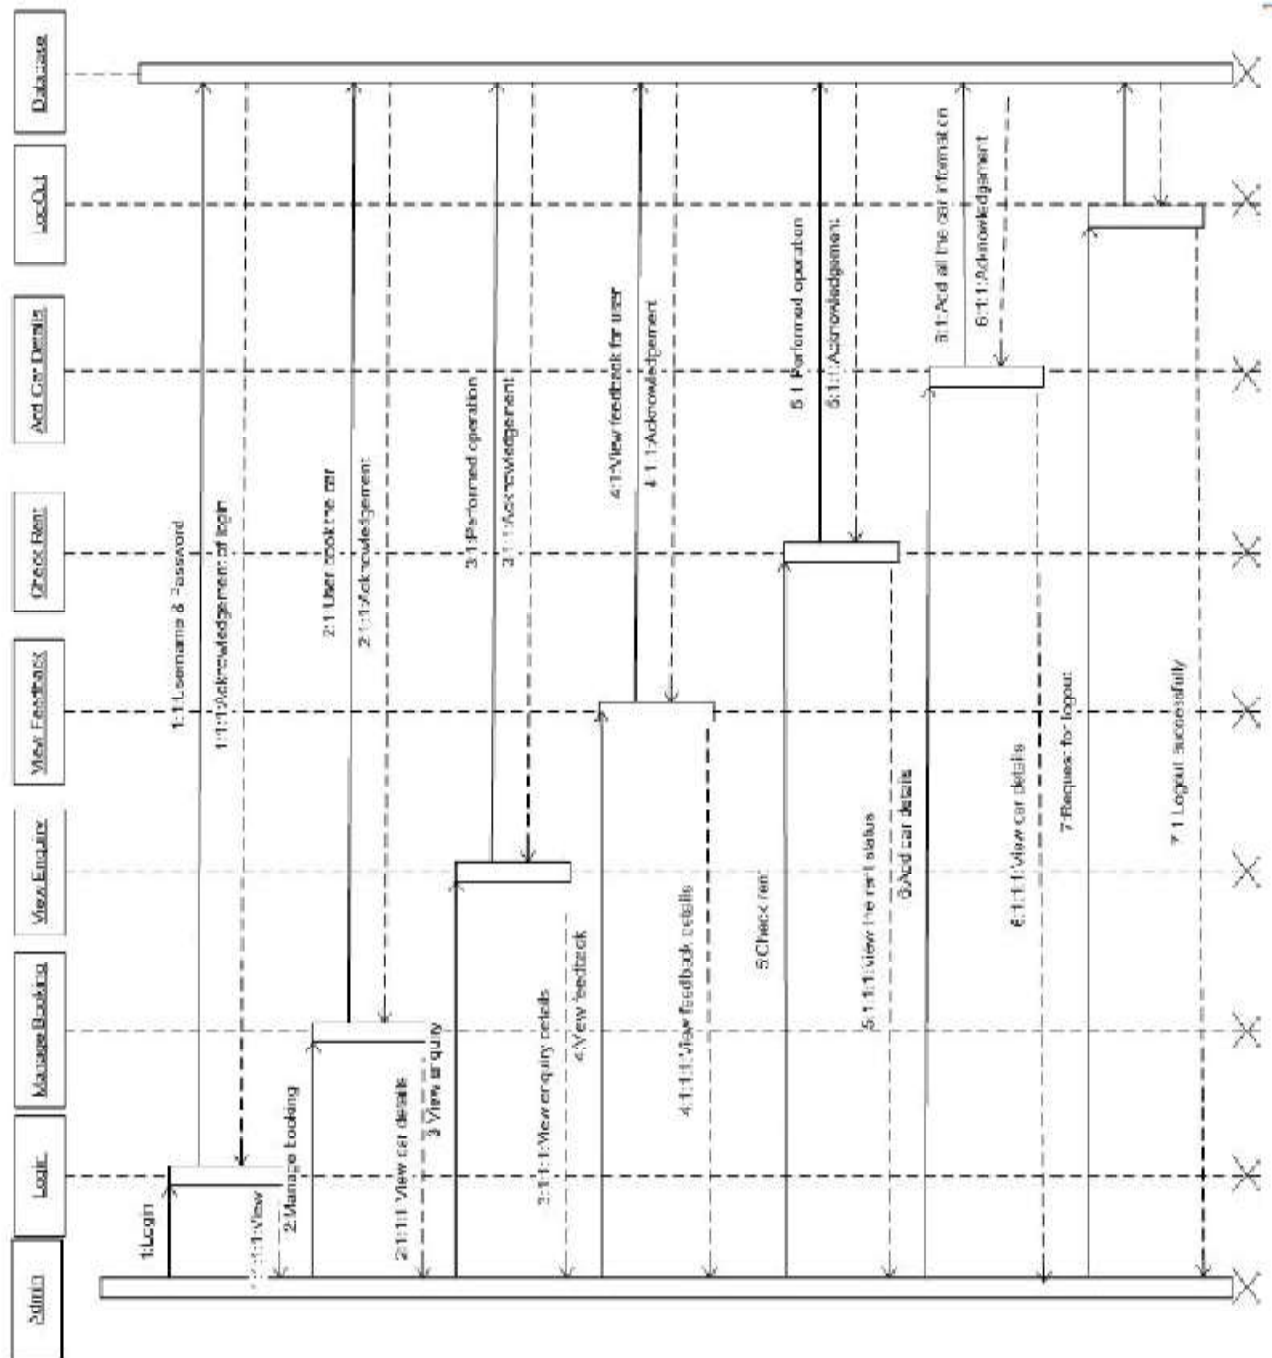 Admin
Login
Manage Booking
View Enquiry
View Feedback
Check Rent
Add Car Details
LogOut
Database
1:Login
1:1:Username & Password
1:1:1:Acknowledgement of login
1:1:1:1:View
2:Manage booking
2:1:User book the car
2:1:1:Acknowledgement
2:1:1:1:View car details
3:View enquiry
3:1:Performed operation
3:1:1:Acknowledgement
3:1:1:1:View enquiry details
4:View feedback
4:1:View feedback for user
4:1:1:Acknowledgement
4:1:1:1:View feedback details
5:Check rent
5:1:Performed operation
5:1:1:Acknowledgement
5:1:1:1:View the rent status
6:Add car details
6:1:Add all the car information
6:1:1:Acknowledgement
6:1:1:1:View car details
7:Request for logout
7:1:Logout successfully